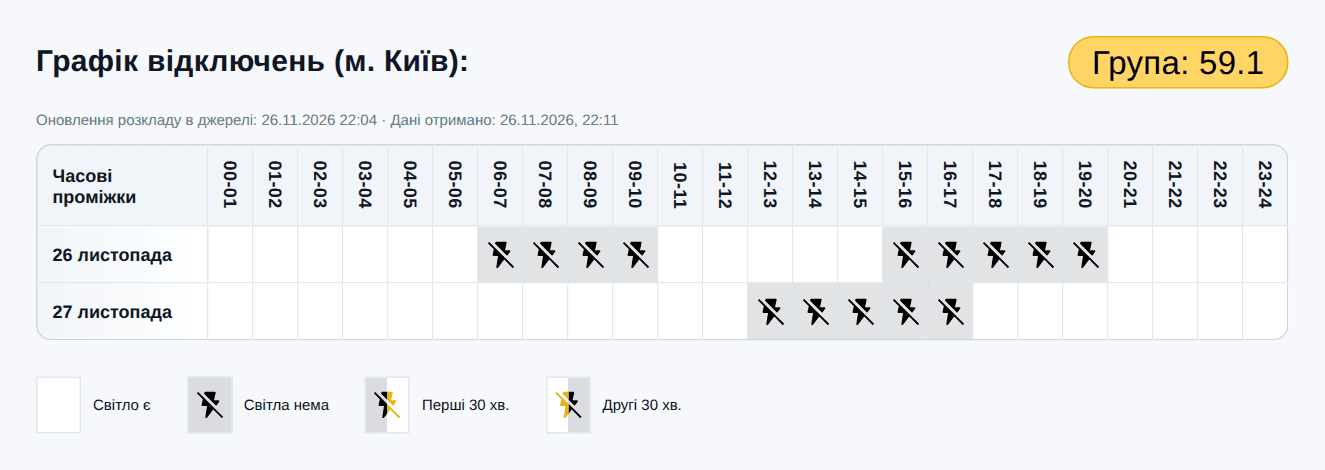 Графік відключень (м. Київ):
Група: 59.1
Оновлення розкладу в джерелі: 26.11.2026 22:04 · Дані отримано: 26.11.2026, 22:11
Часові
проміжки
00-01
01-02
02-03
03-04
04-05
05-06
06-07
07-08
08-09
09-10
10-11
11-12
12-13
13-14
14-15
15-16
16-17
17-18
18-19
19-20
20-21
21-22
22-23
23-24
26 листопада
27 листопада
Світло є
Світла нема
Перші 30 хв.
Другі 30 хв.